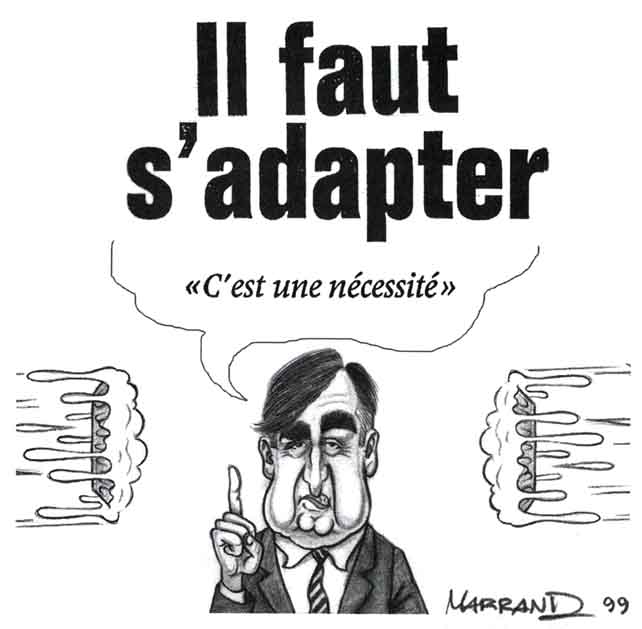 Il faut
s'adapter
«C'est une nécessité»
MARRAND 99